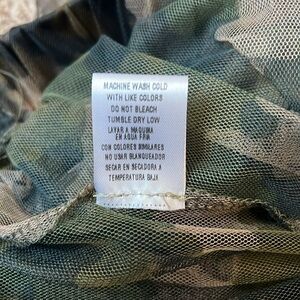 MACHINE WASH COLD
WITH LIKE COLORS
DO NOT BLEACH
TUMBLE DRY LOW
LAVAR A MAQUINA
EN AGUA FRIA
CON COLORES SIMILARES
NO USAR BLANQUEADOR
SECAR EN SECADORA A
TEMPERATURA BAJA